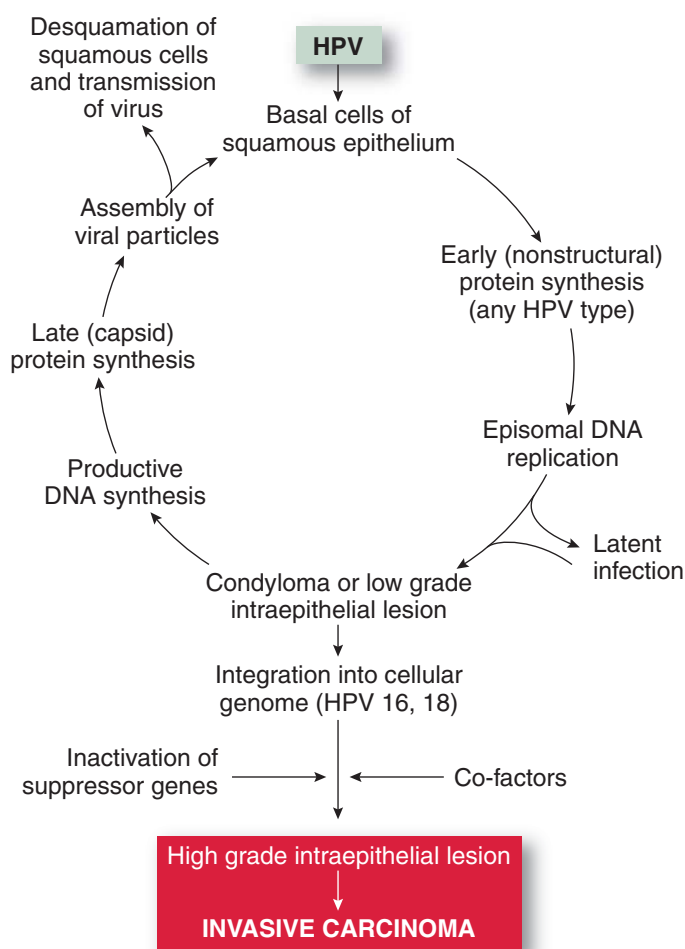 HPV
Basal cells of
squamous epithelium
Early (nonstructural)
protein synthesis
(any HPV type)
Episomal DNA
replication
Latent
infection
Condyloma or low grade
intraepithelial lesion
Productive
DNA synthesis
Late (capsid)
protein synthesis
Assembly of
viral particles
Desquamation of
squamous cells
and transmission
of virus
Integration into cellular
genome (HPV 16, 18)
Inactivation of
suppressor genes
Co-factors
High grade intraepithelial lesion
INVASIVE CARCINOMA